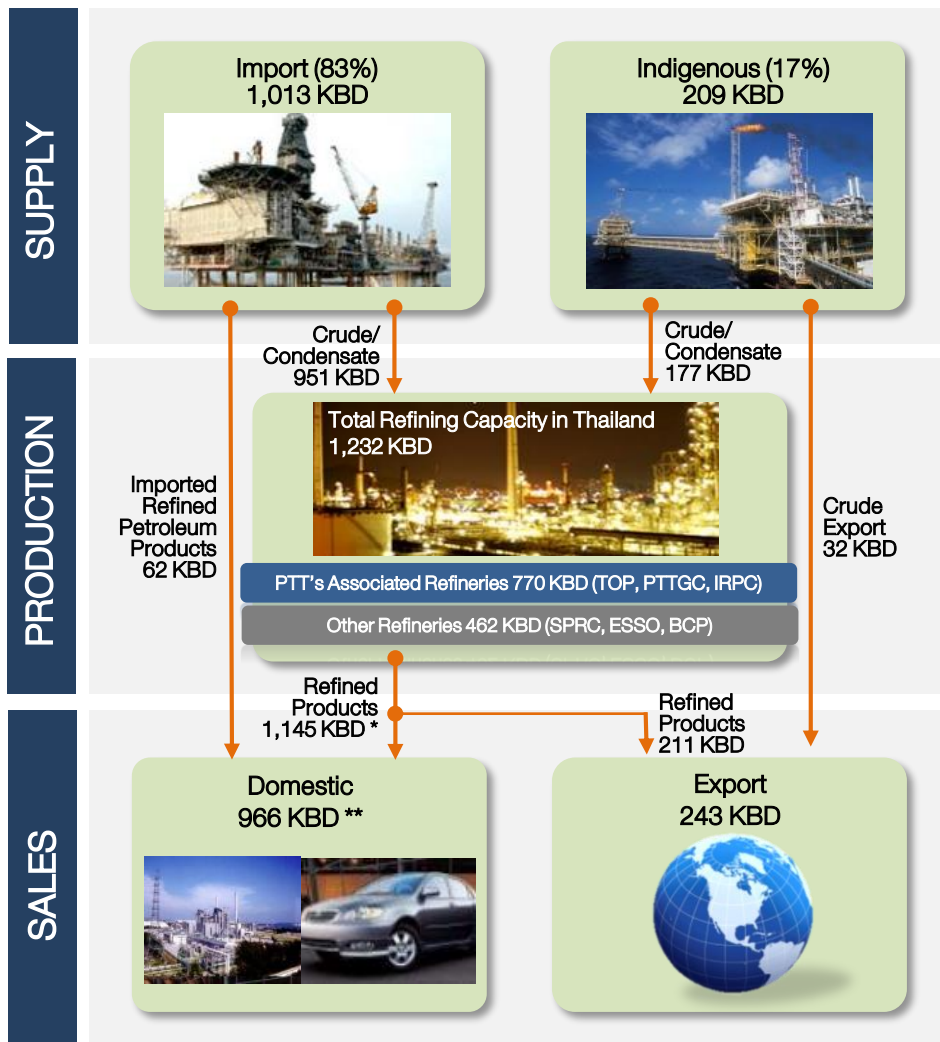 SUPPLY
Import (83%)
1,013 KBD
Indigenous (17%)
209 KBD
Crude/
Condensate
951 KBD
Crude/
Condensate
177 KBD
PRODUCTION
Total Refining Capacity in Thailand
1,232 KBD
Imported
Refined
Petroleum
Products
62 KBD
Crude
Export
32 KBD
PTT's Associated Refineries 770 KBD (TOP, PTTGC, IRPC)
Other Refineries 462 KBD (SPRC, ESSO, BCP)
Refined
Products
1,145 KBD *
Refined
Products
211 KBD
SALES
Domestic
966 KBD **
Export
243 KBD